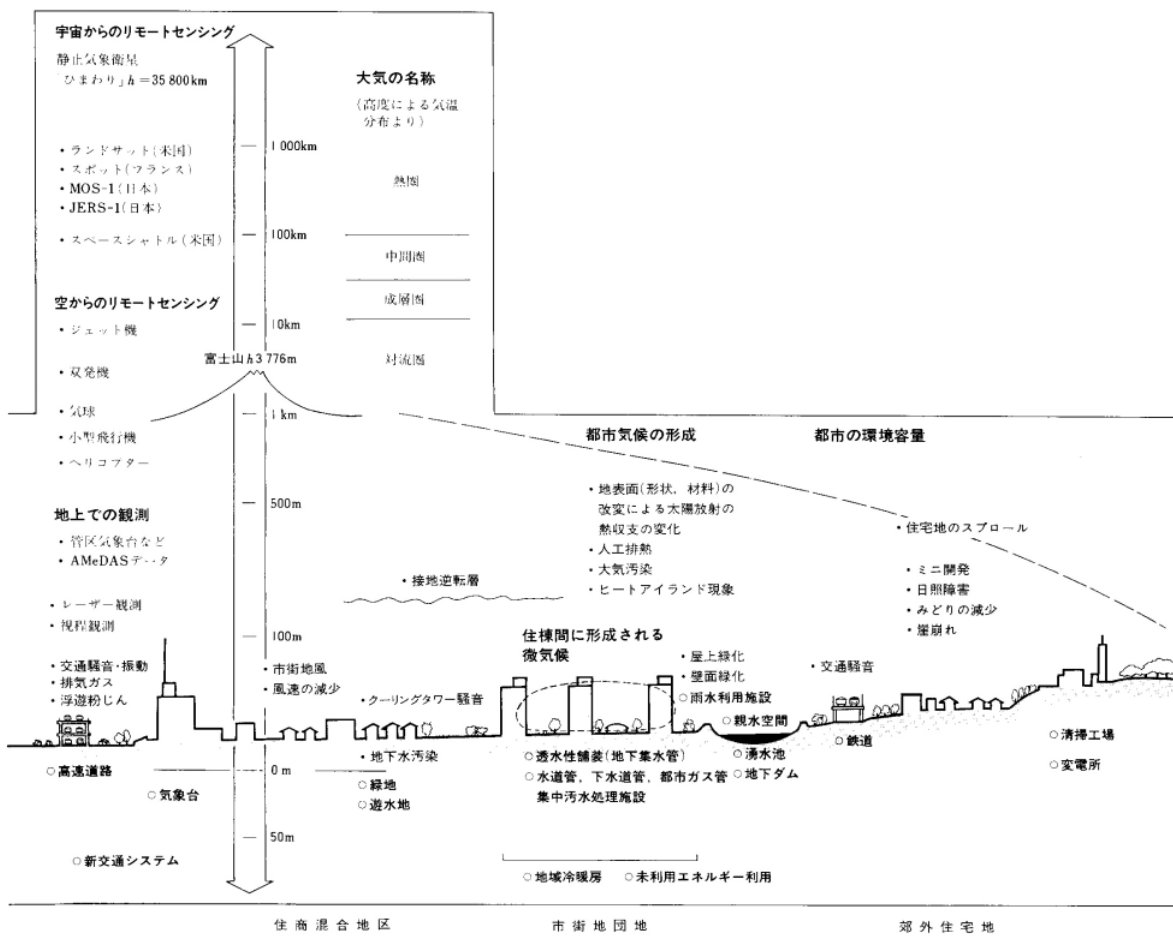 宇宙からのリモートセンシング
静止気象衛星
「ひまわり」h＝35 800km
・ランドサット(米国)
・スポット(フランス)
・MOS-1(日本)
・JERS-1(日本)
・スペースシャトル(米国)
空からのリモートセンシング
・ジェット機
・双発機
・気球
・小型飛行機
・ヘリコプター
地上での観測
・管区気象台など
・AMeDASデータ
・レーザー観測
・視程観測
・交通騒音・振動
・排気ガス
・浮遊粉じん
○高速道路
○気象台
○新交通システム
1 000km
100km
10km
富士山h3 776m
1km
500m
100m
0m
50m
大気の名称
(高度による気温
分布より)
熱圏
中間圏
成層圏
対流圏
・接地逆転層
・市街地風
・風速の減少
・クーリングタワー騒音
・地下水汚染
○緑地
○遊水地
都市気候の形成
・地表面(形状，材料)の
改変による太陽放射の
熱収支の変化
・人工排熱
・大気汚染
・ヒートアイランド現象
住棟間に形成される
微気候
・屋上緑化
・壁面緑化
○雨水利用施設
○親水空間
○透水性舗装(地下集水管)
○水道管，下水道管，都市ガス管
集中汚水処理施設
○湧水池
○地下ダム
○地域冷暖房
○未利用エネルギー利用
都市の環境容量
・住宅地のスプロール
・ミニ開発
・日照障害
・みどりの減少
・崖崩れ
・交通騒音
○鉄道
○清掃工場
○変電所
住商混合地区
市街地団地
郊外住宅地